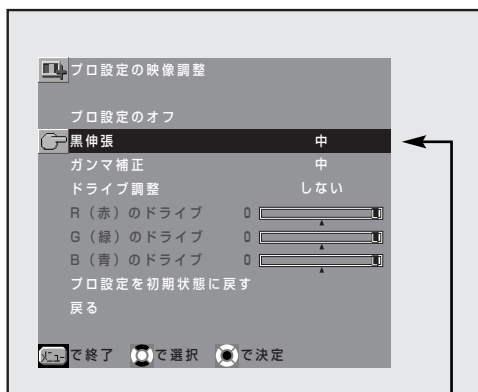 プロ設定の映像調整
プロ設定のオフ
黒伸張 中
ガンマ補正 中
ドライブ調整 しない
R（赤）のドライブ 0
G（緑）のドライブ 0
B（青）のドライブ 0
プロ設定を初期状態に戻す
戻る
メニュー で終了 で選択 で決定